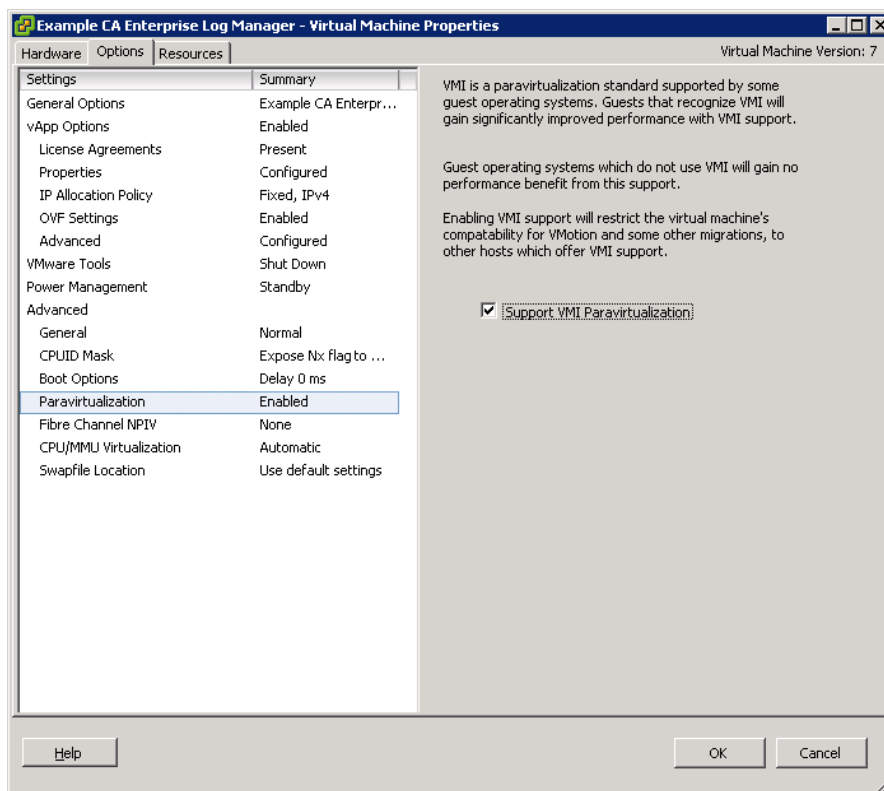 Example CA Enterprise Log Manager - Virtual Machine Properties
Hardware Options Resources Virtual Machine Version: 7
Settings Summary
General Options Example CA Enterpr...
vApp Options Enabled
License Agreements Present
Properties Configured
IP Allocation Policy Fixed, IPv4
OVF Settings Enabled
Advanced Configured
VMware Tools Shut Down
Power Management Standby
Advanced
General Normal
CPUID Mask Expose Nx flag to ...
Boot Options Delay 0 ms
Paravirtualization Enabled
Fibre Channel NPIV None
CPU/MMU Virtualization Automatic
Swapfile Location Use default settings
VMI is a paravirtualization standard supported by some
guest operating systems. Guests that recognize VMI will
gain significantly improved performance with VMI support.
Guest operating systems which do not use VMI will gain no
performance benefit from this support.
Enabling VMI support will restrict the virtual machine's
compatability for VMotion and some other migrations, to
other hosts which offer VMI support.
Support VMI Paravirtualization
Help OK Cancel